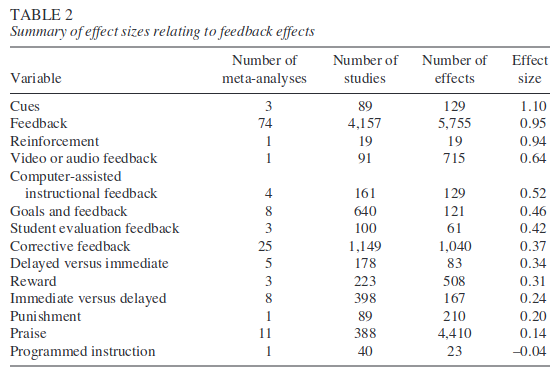 TABLE 2
Summary of effect sizes relating to feedback effects
Number of Number of Number of Effect
Variable meta-analyses studies effects size
Cues 3 89 129 1.10
Feedback 74 4,157 5,755 0.95
Reinforcement 1 19 19 0.94
Video or audio feedback 1 91 715 0.64
Computer-assisted
instructional feedback 4 161 129 0.52
Goals and feedback 8 640 121 0.46
Student evaluation feedback 3 100 61 0.42
Corrective feedback 25 1,149 1,040 0.37
Delayed versus immediate 5 178 83 0.34
Reward 3 223 508 0.31
Immediate versus delayed 8 398 167 0.24
Punishment 1 89 210 0.20
Praise 11 388 4,410 0.14
Programmed instruction 1 40 23 –0.04